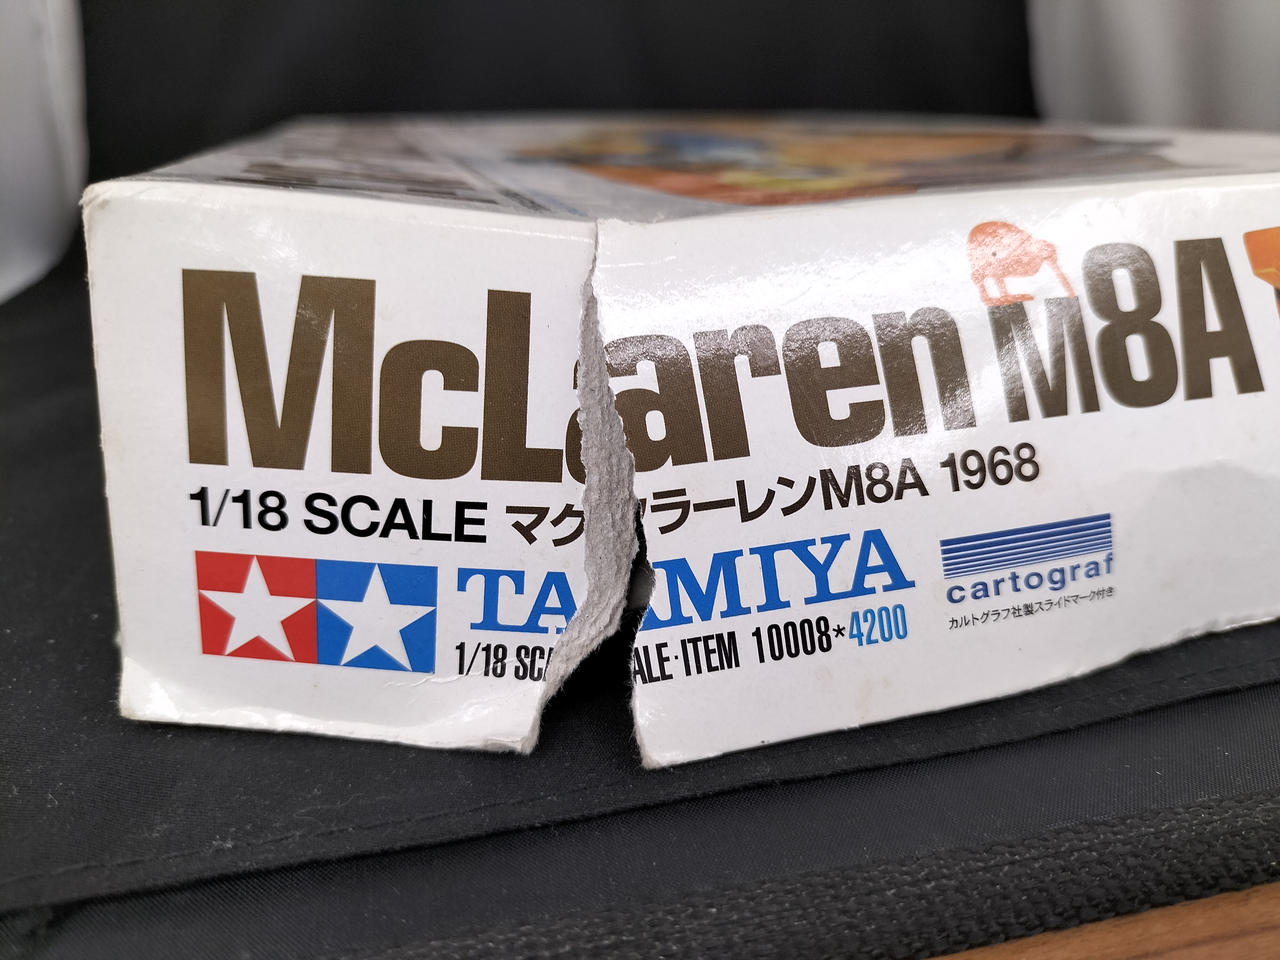 McLaren M8A
1/18 SCALE マクラーレンM8A 1968
TAMIYA
1/18 SCALE·ITEM 10008*4200
cartograf
カルトグラフ社製スライドマーク付き